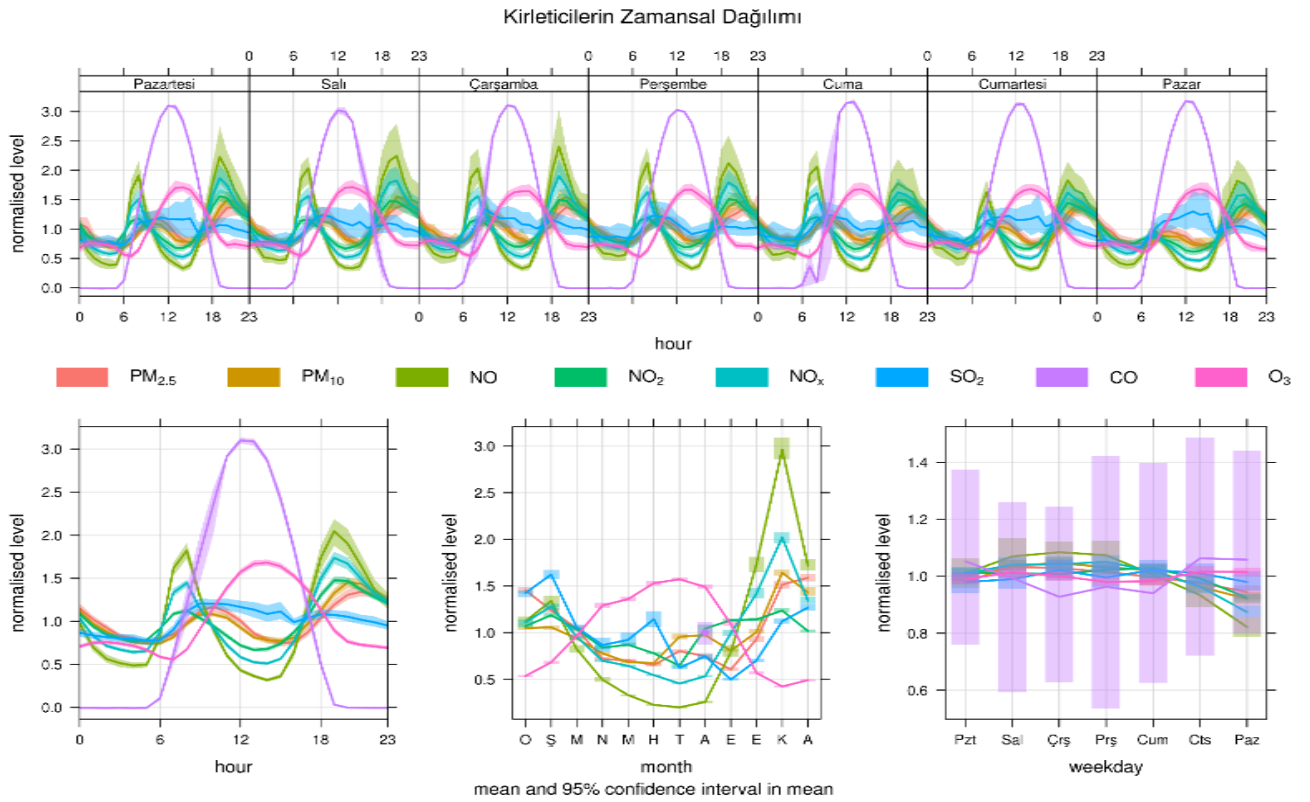 Kirleticilerin Zamansal Dağılımı
0 6 12 18 23 0 6 12 18 23 0 6 12 18 23
Pazartesi Salı Çarşamba Perşembe Cuma Cumartesi Pazar
3.0
2.5
2.0
1.5
1.0
0.5
0.0
normalised level
0 6 12 18 23 0 6 12 18 23 0 6 12 18 23 0 6 12 18 23
hour
PM2.5 PM10 NO NO2 NOx SO2 CO O3
3.0
2.5
2.0
1.5
1.0
0.5
0.0
normalised level
0 6 12 18 23
hour
3.0
2.5
2.0
1.5
1.0
0.5
normalised level
O Ş M N M H T A E E K A
month
1.4
1.2
1.0
0.8
0.6
normalised level
Pzt Sal Çrş Prş Cum Cts Paz
weekday
mean and 95% confidence interval in mean